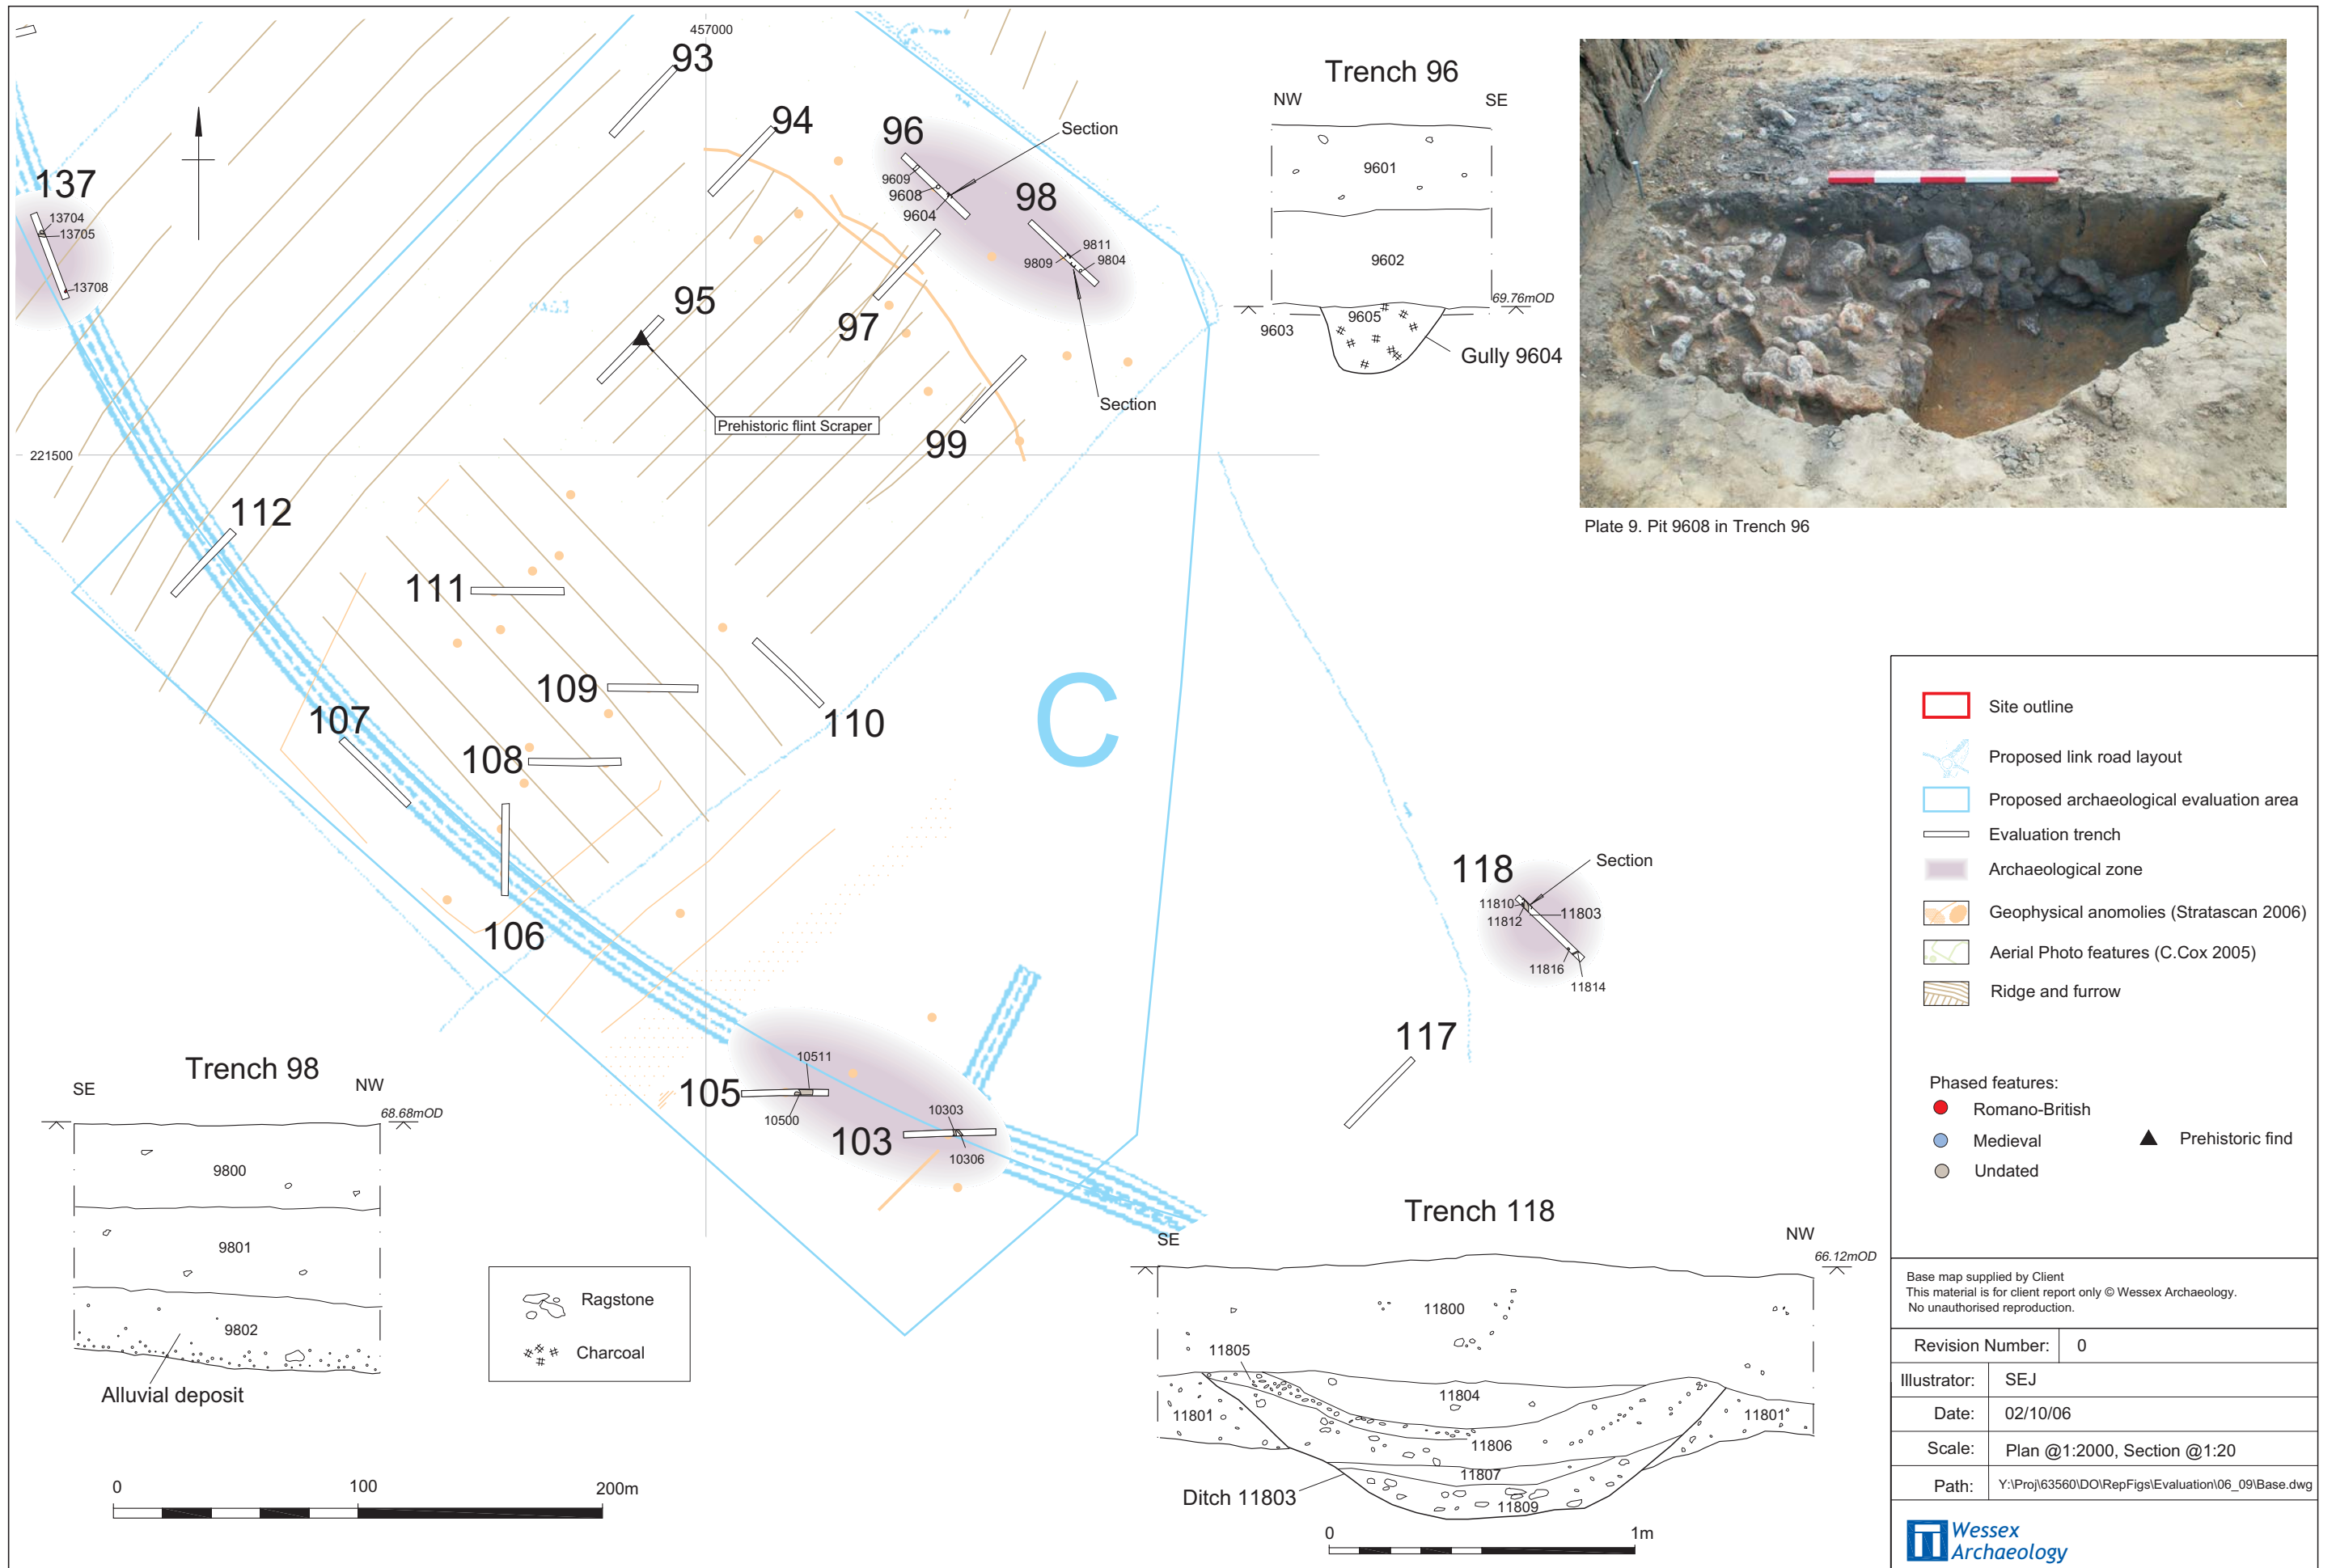 457000
93
94
96
Section
9609
9608
9604
98
9811
9804
9809
Section
137
13704
13705
13708
95
97
99
Prehistoric flint Scraper
221500
112
111
109
110
107
108
106
C
118
Section
11810
11812
11803
11816
11814
117
105
10511
10500
103
10303
10306
Trench 96
NW
SE
9601
9602
69.76mOD
9605
9603
Gully 9604
Plate 9. Pit 9608 in Trench 96
Trench 98
SE
NW
68.68mOD
9800
9801
9802
Alluvial deposit
Ragstone
Charcoal
0
100
200m
Trench 118
SE
NW
66.12mOD
11800
11805
11804
11801
11801
11806
11807
11809
Ditch 11803
0
1m
Site outline
Proposed link road layout
Proposed archaeological evaluation area
Evaluation trench
Archaeological zone
Geophysical anomolies (Stratascan 2006)
Aerial Photo features (C.Cox 2005)
Ridge and furrow
Phased features:
Romano-British
Medieval
Prehistoric find
Undated
Base map supplied by Client
This material is for client report only © Wessex Archaeology.
No unauthorised reproduction.
Revision Number: 0
Illustrator: SEJ
Date: 02/10/06
Scale: Plan @1:2000, Section @1:20
Path: Y:\Proj\63560\DO\RepFigs\Evaluation\06_09\Base.dwg
Wessex
Archaeology